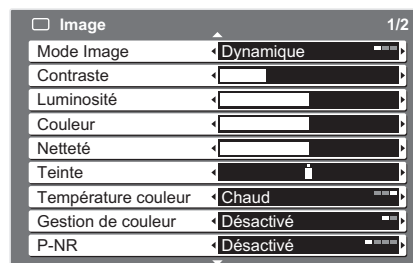 Image 1/2
Mode Image Dynamique
Contraste
Luminosité
Couleur
Netteté
Teinte
Température couleur Chaud
Gestion de couleur Désactivé
P-NR Désactivé